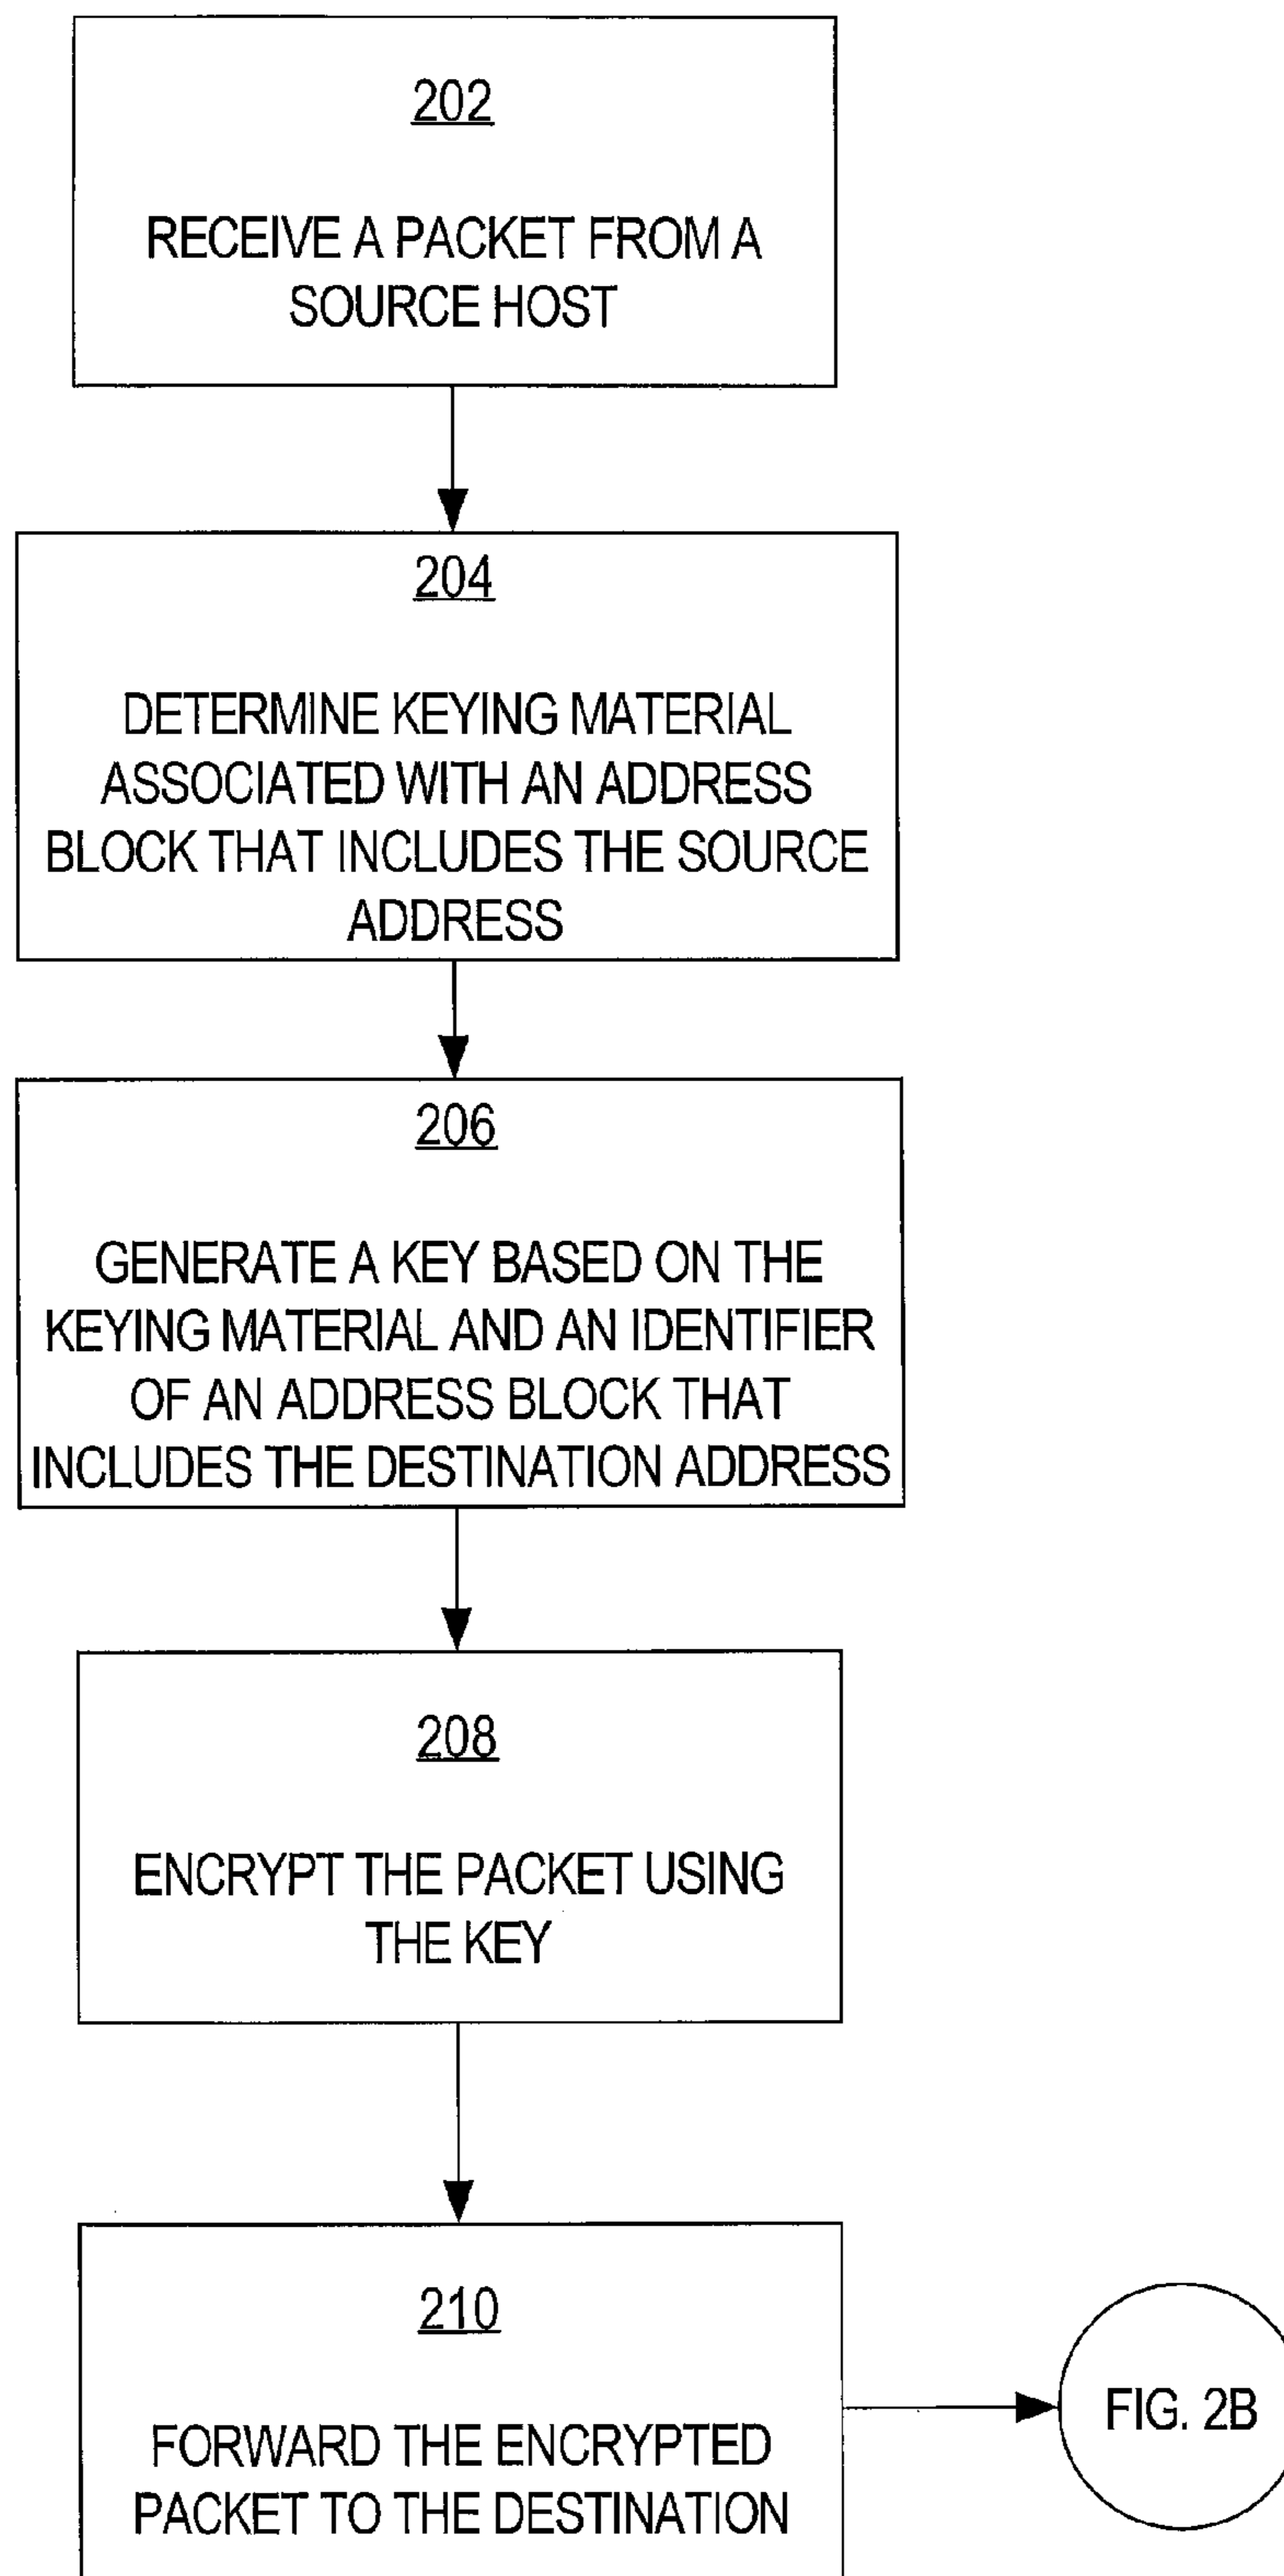 202
RECEIVE A PACKET FROM A
SOURCE HOST
204
DETERMINE KEYING MATERIAL
ASSOCIATED WITH AN ADDRESS
BLOCK THAT INCLUDES THE SOURCE
ADDRESS
206
GENERATE A KEY BASED ON THE
KEYING MATERIAL AND AN IDENTIFIER
OF AN ADDRESS BLOCK THAT
INCLUDES THE DESTINATION ADDRESS
208
ENCRYPT THE PACKET USING
THE KEY
210
FORWARD THE ENCRYPTED
PACKET TO THE DESTINATION
FIG. 2B